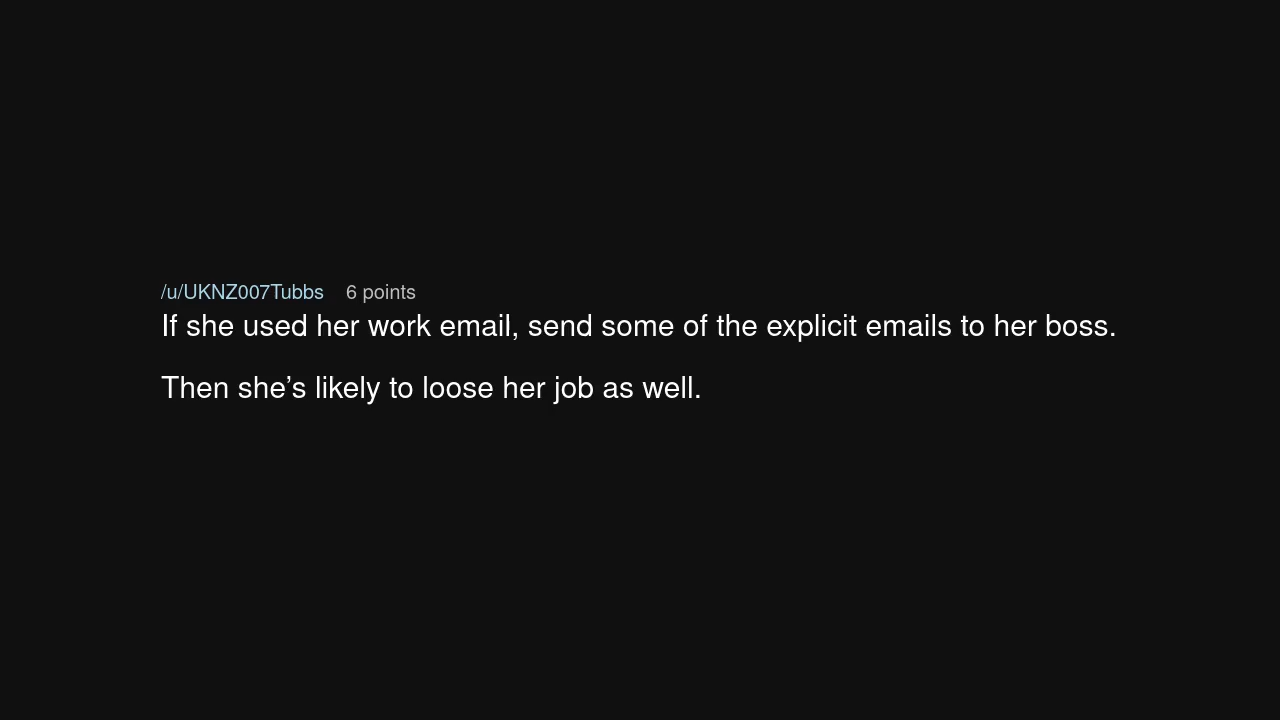 /u/UKNZ007Tubbs 6 points
If she used her work email, send some of the explicit emails to her boss.
Then she’s likely to loose her job as well.